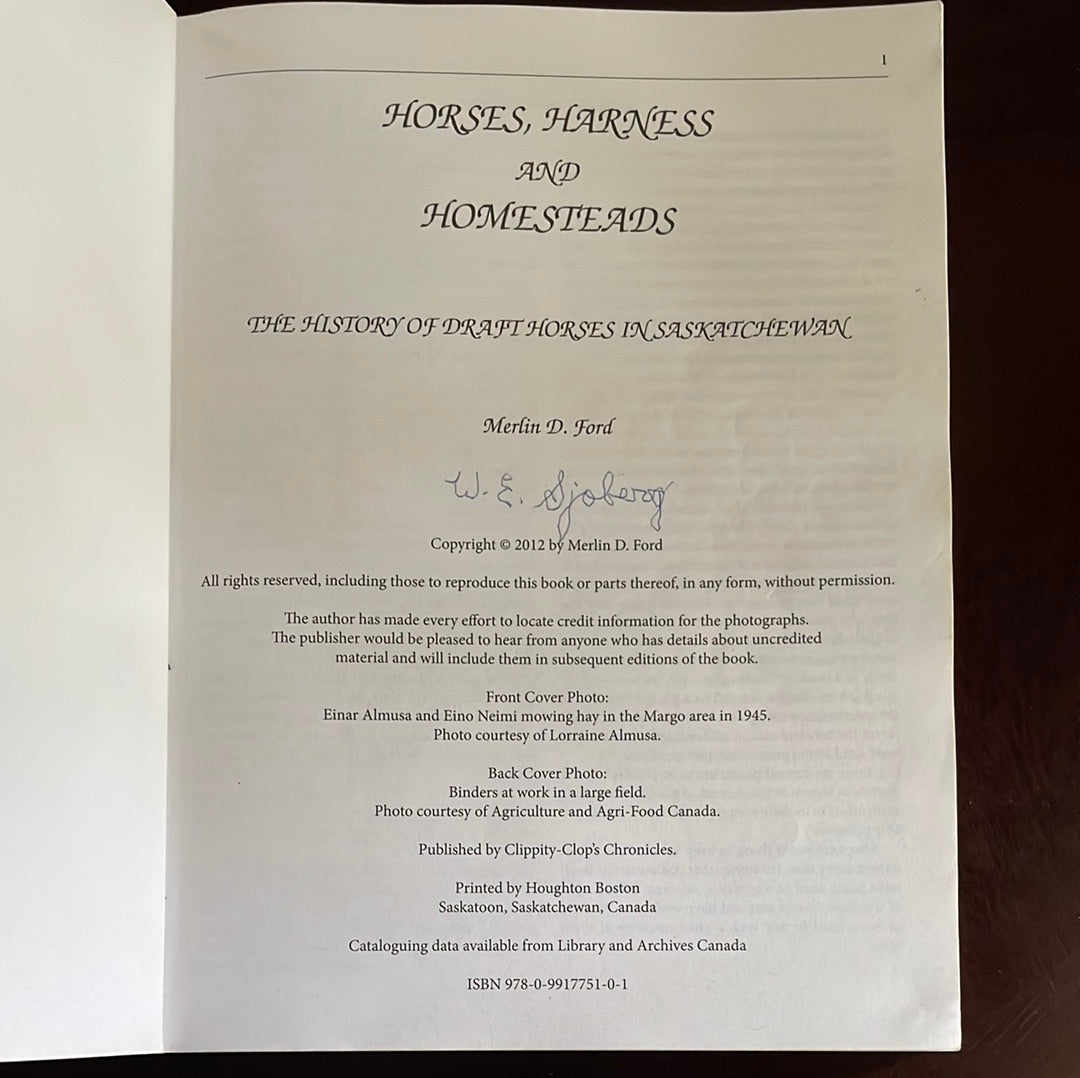 1
HORSES, HARNESS
AND
HOMESTEADS
THE HISTORY OF DRAFT HORSES IN SASKATCHEWAN
Merlin D. Ford
W. E. Sjoberg
Copyright © 2012 by Merlin D. Ford
All rights reserved, including those to reproduce this book or parts thereof, in any form, without permission.
The author has made every effort to locate credit information for the photographs.
The publisher would be pleased to hear from anyone who has details about uncredited
material and will include them in subsequent editions of the book.
Front Cover Photo:
Einar Almusa and Eino Neimi mowing hay in the Margo area in 1945.
Photo courtesy of Lorraine Almusa.
Back Cover Photo:
Binders at work in a large field.
Photo courtesy of Agriculture and Agri-Food Canada.
Published by Clippity-Clop's Chronicles.
Printed by Houghton Boston
Saskatoon, Saskatchewan, Canada
Cataloguing data available from Library and Archives Canada
ISBN 978-0-9917751-0-1